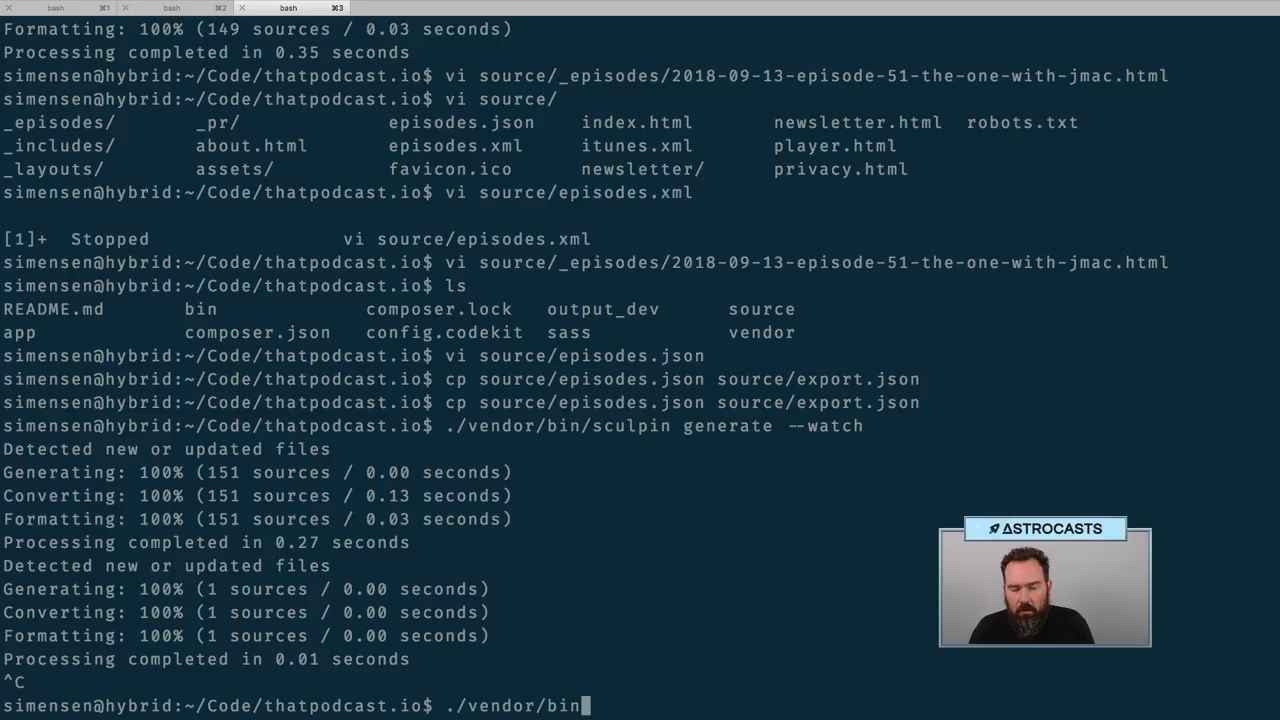 bash ⌘1 bash ⌘2 bash ⌘3
Formatting: 100% (149 sources / 0.03 seconds)
Processing completed in 0.35 seconds
simensen@hybrid:~/Code/thatpodcast.io$ vi source/_episodes/2018-09-13-episode-51-the-one-with-jmac.html
simensen@hybrid:~/Code/thatpodcast.io$ vi source/
_episodes/ _pr/ episodes.json index.html newsletter.html robots.txt
_includes/ about.html episodes.xml itunes.xml player.html
_layouts/ assets/ favicon.ico newsletter/ privacy.html
simensen@hybrid:~/Code/thatpodcast.io$ vi source/episodes.xml
[1]+ Stopped vi source/episodes.xml
simensen@hybrid:~/Code/thatpodcast.io$ vi source/_episodes/2018-09-13-episode-51-the-one-with-jmac.html
simensen@hybrid:~/Code/thatpodcast.io$ ls
README.md bin composer.lock output_dev source
app composer.json config.codekit sass vendor
simensen@hybrid:~/Code/thatpodcast.io$ vi source/episodes.json
simensen@hybrid:~/Code/thatpodcast.io$ cp source/episodes.json source/export.json
simensen@hybrid:~/Code/thatpodcast.io$ cp source/episodes.json source/export.json
simensen@hybrid:~/Code/thatpodcast.io$ ./vendor/bin/sculpin generate --watch
Detected new or updated files
Generating: 100% (151 sources / 0.00 seconds)
Converting: 100% (151 sources / 0.13 seconds)
Formatting: 100% (151 sources / 0.03 seconds)
Processing completed in 0.27 seconds
Detected new or updated files
Generating: 100% (1 sources / 0.00 seconds)
Converting: 100% (1 sources / 0.00 seconds)
Formatting: 100% (1 sources / 0.00 seconds)
Processing completed in 0.01 seconds
^C
simensen@hybrid:~/Code/thatpodcast.io$ ./vendor/bin
ΔSTROCASTS